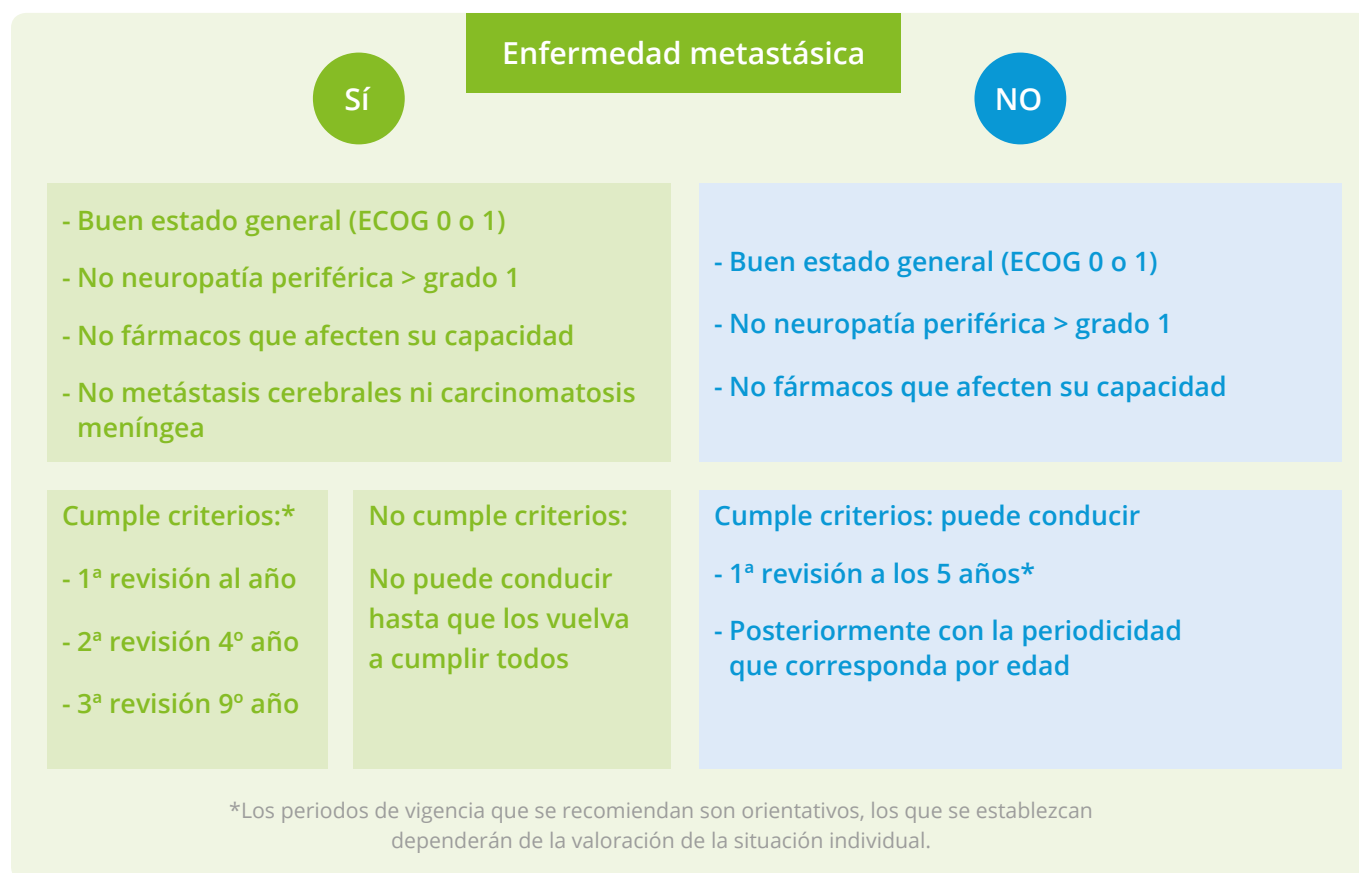 Enfermedad metastásica
Sí
NO
- Buen estado general (ECOG 0 o 1)
- No neuropatía periférica > grado 1
- No fármacos que afecten su capacidad
- No metástasis cerebrales ni carcinomatosis
meníngea
- Buen estado general (ECOG 0 o 1)
- No neuropatía periférica > grado 1
- No fármacos que afecten su capacidad
Cumple criterios:*
- 1ª revisión al año
- 2ª revisión 4º año
- 3ª revisión 9º año
No cumple criterios:
No puede conducir
hasta que los vuelva
a cumplir todos
Cumple criterios: puede conducir
- 1ª revisión a los 5 años*
- Posteriormente con la periodicidad
que corresponda por edad
*Los periodos de vigencia que se recomiendan son orientativos, los que se establezcan
dependerán de la valoración de la situación individual.